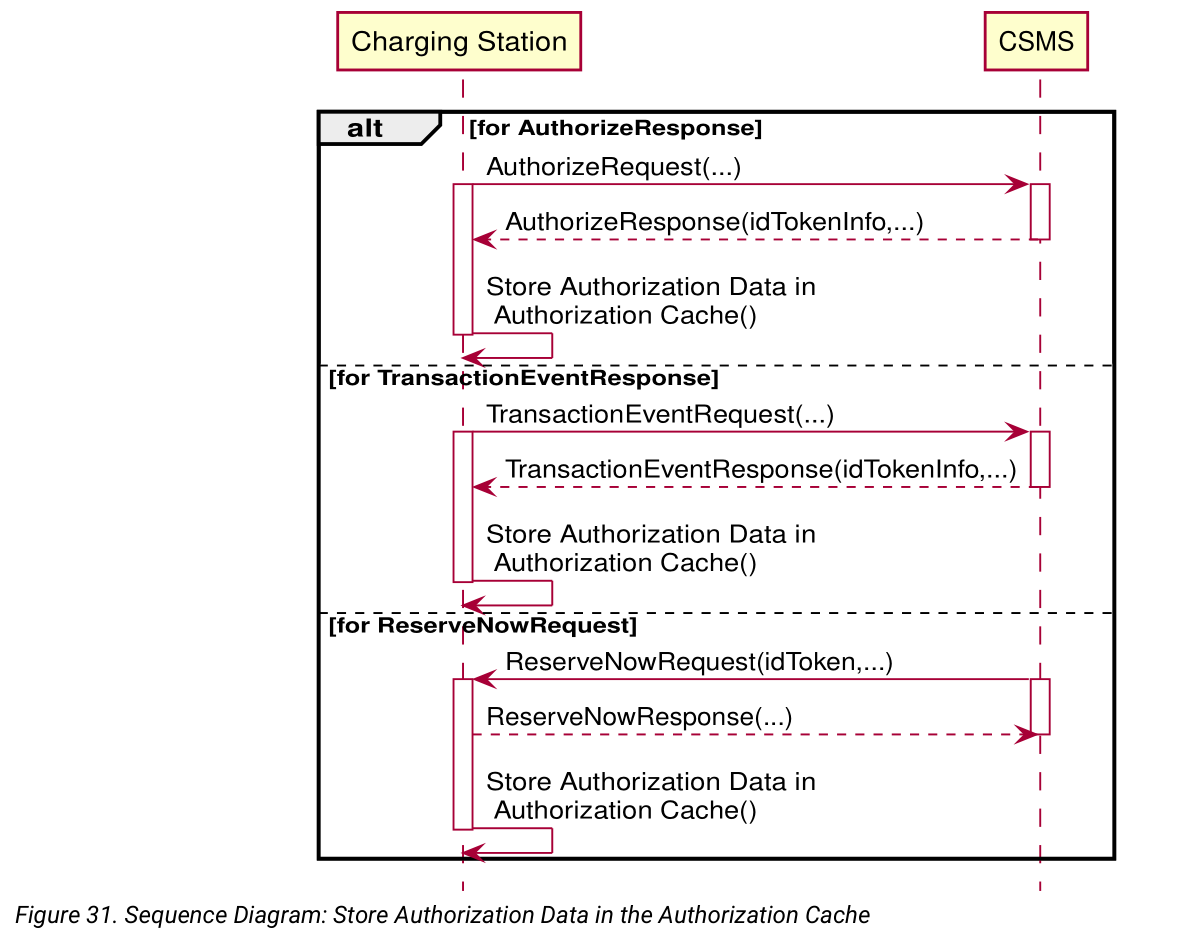 Charging Station
CSMS
alt
[for AuthorizeResponse]
AuthorizeRequest(...)
AuthorizeResponse(idTokenInfo,...)
Store Authorization Data in
Authorization Cache()
[for TransactionEventResponse]
TransactionEventRequest(...)
TransactionEventResponse(idTokenInfo,...)
Store Authorization Data in
Authorization Cache()
[for ReserveNowRequest]
ReserveNowRequest(idToken,...)
ReserveNowResponse(...)
Store Authorization Data in
Authorization Cache()
Figure 31. Sequence Diagram: Store Authorization Data in the Authorization Cache